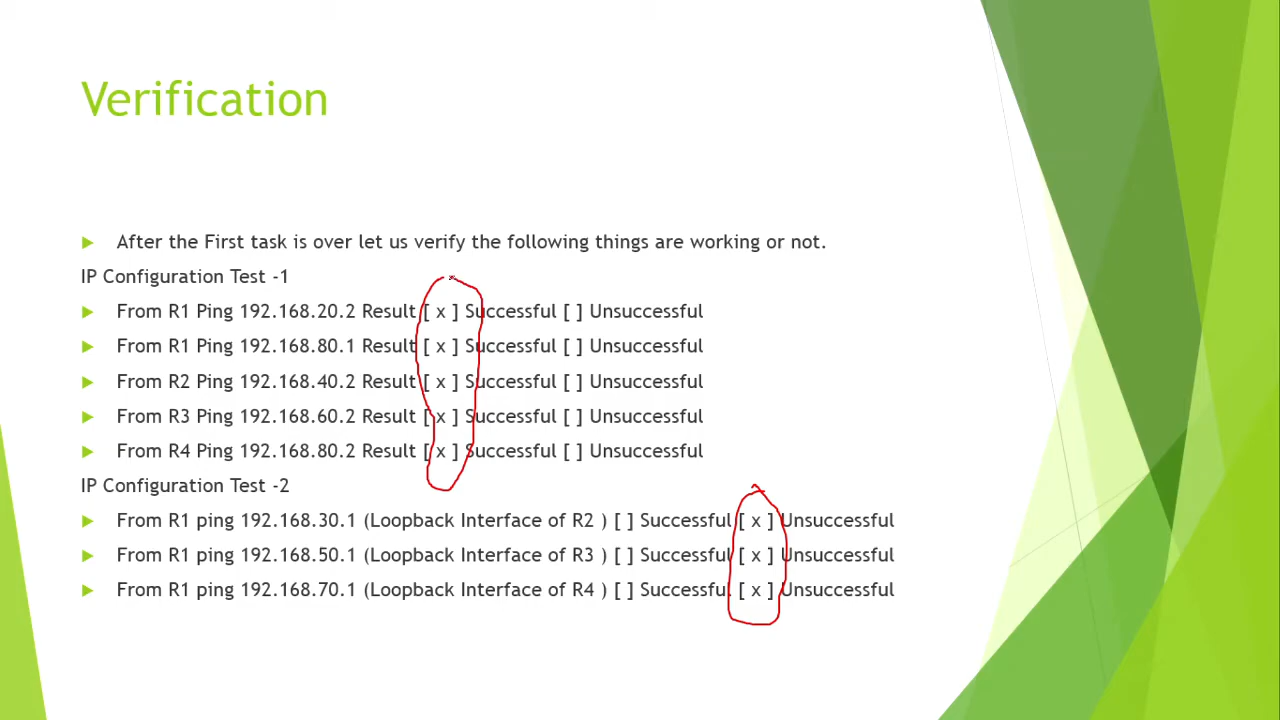 Verification
After the First task is over let us verify the following things are working or not.
IP Configuration Test -1
From R1 Ping 192.168.20.2 Result [ x ] Successful [ ] Unsuccessful
From R1 Ping 192.168.80.1 Result [ x ] Successful [ ] Unsuccessful
From R2 Ping 192.168.40.2 Result [ x ] Successful [ ] Unsuccessful
From R3 Ping 192.168.60.2 Result [ x ] Successful [ ] Unsuccessful
From R4 Ping 192.168.80.2 Result [ x ] Successful [ ] Unsuccessful
IP Configuration Test -2
From R1 ping 192.168.30.1 (Loopback Interface of R2 ) [ ] Successful [ x ] Unsuccessful
From R1 ping 192.168.50.1 (Loopback Interface of R3 ) [ ] Successful [ x ] Unsuccessful
From R1 ping 192.168.70.1 (Loopback Interface of R4 ) [ ] Successful [ x ] Unsuccessful